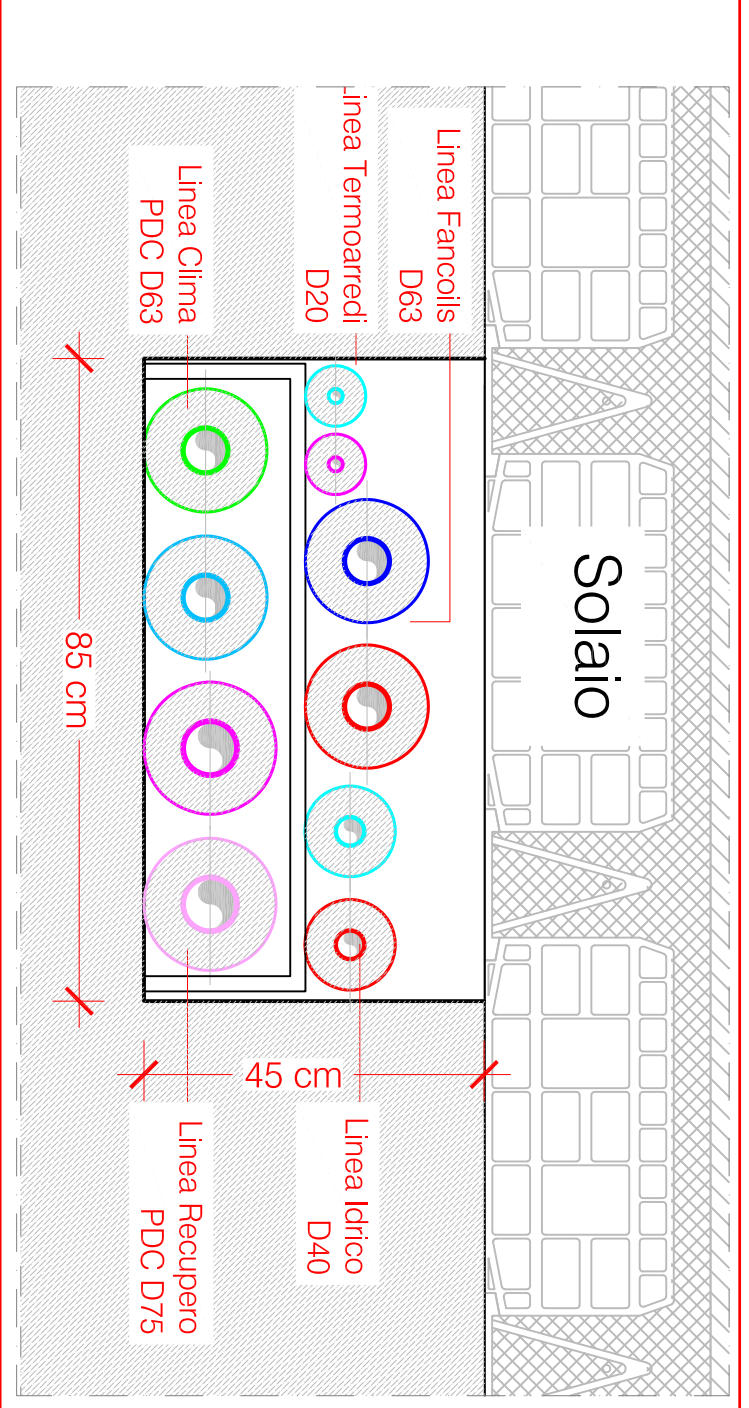 Solaio
Linea Fancoils
D63
Linea Termoarredi
D20
Linea Clima
PDC D63
85 cm
45 cm
Linea Idrico
D40
Linea Recupero
PDC D75